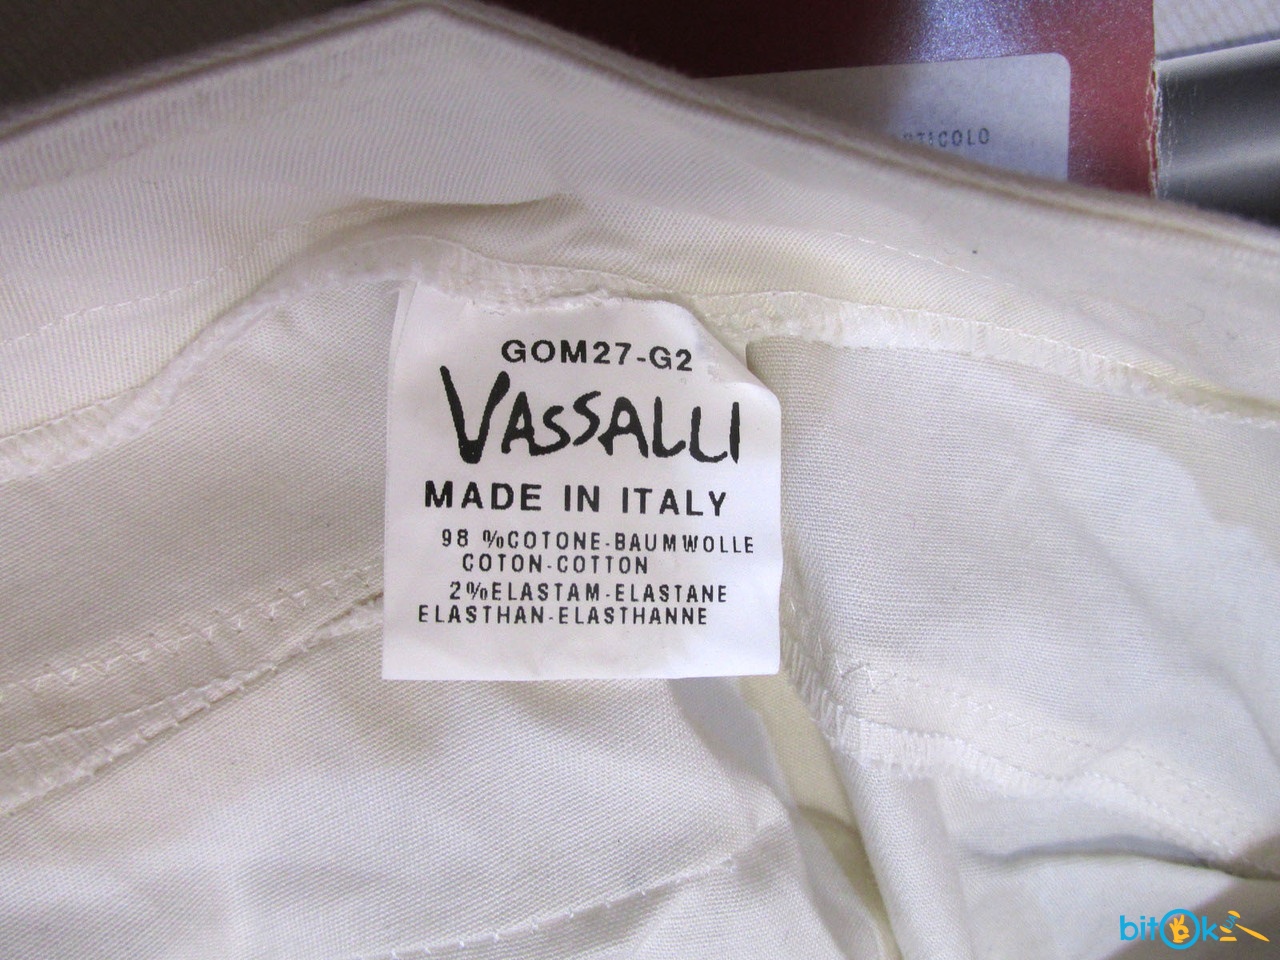 GOM27-G2
VASSALLI
MADE IN ITALY
98 %COTONE-BAUMWOLLE
COTON-COTTON
2%ELASTAM-ELASTANE
ELASTHAN-ELASTHANNE
bitOk